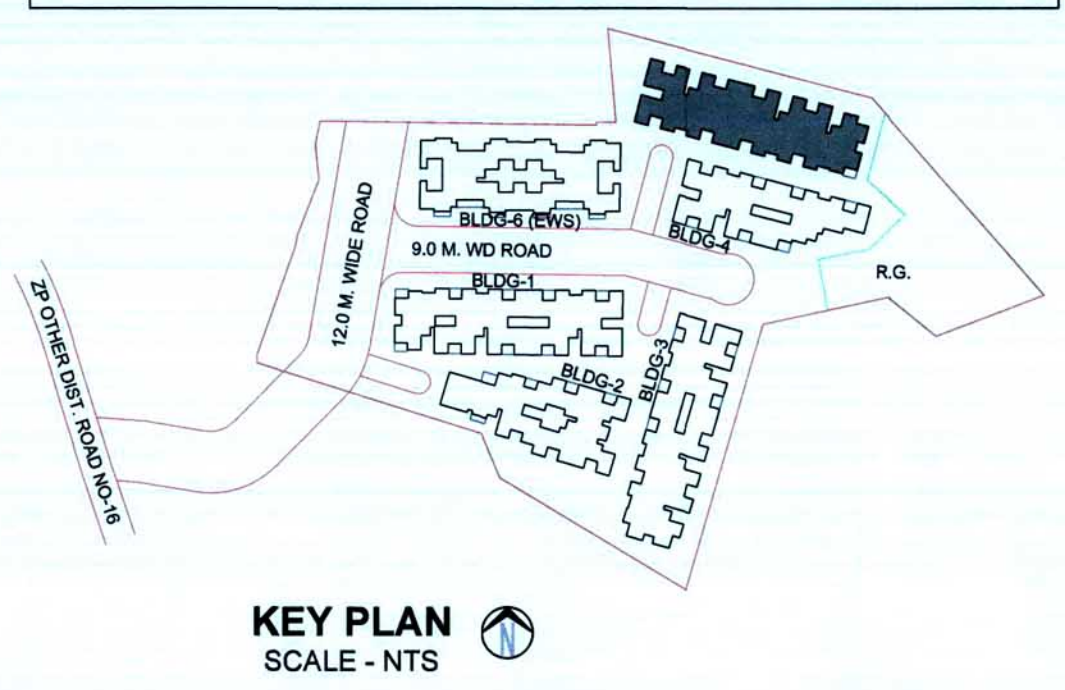 BLDG-6 (EWS)
BLDG-4
12.0 M. WIDE ROAD
9.0 M. WD ROAD
R.G.
BLDG-1
ZP OTHER DIST. ROAD NO-16
BLDG-2
BLDG-3
KEY PLAN
N
SCALE - NTS